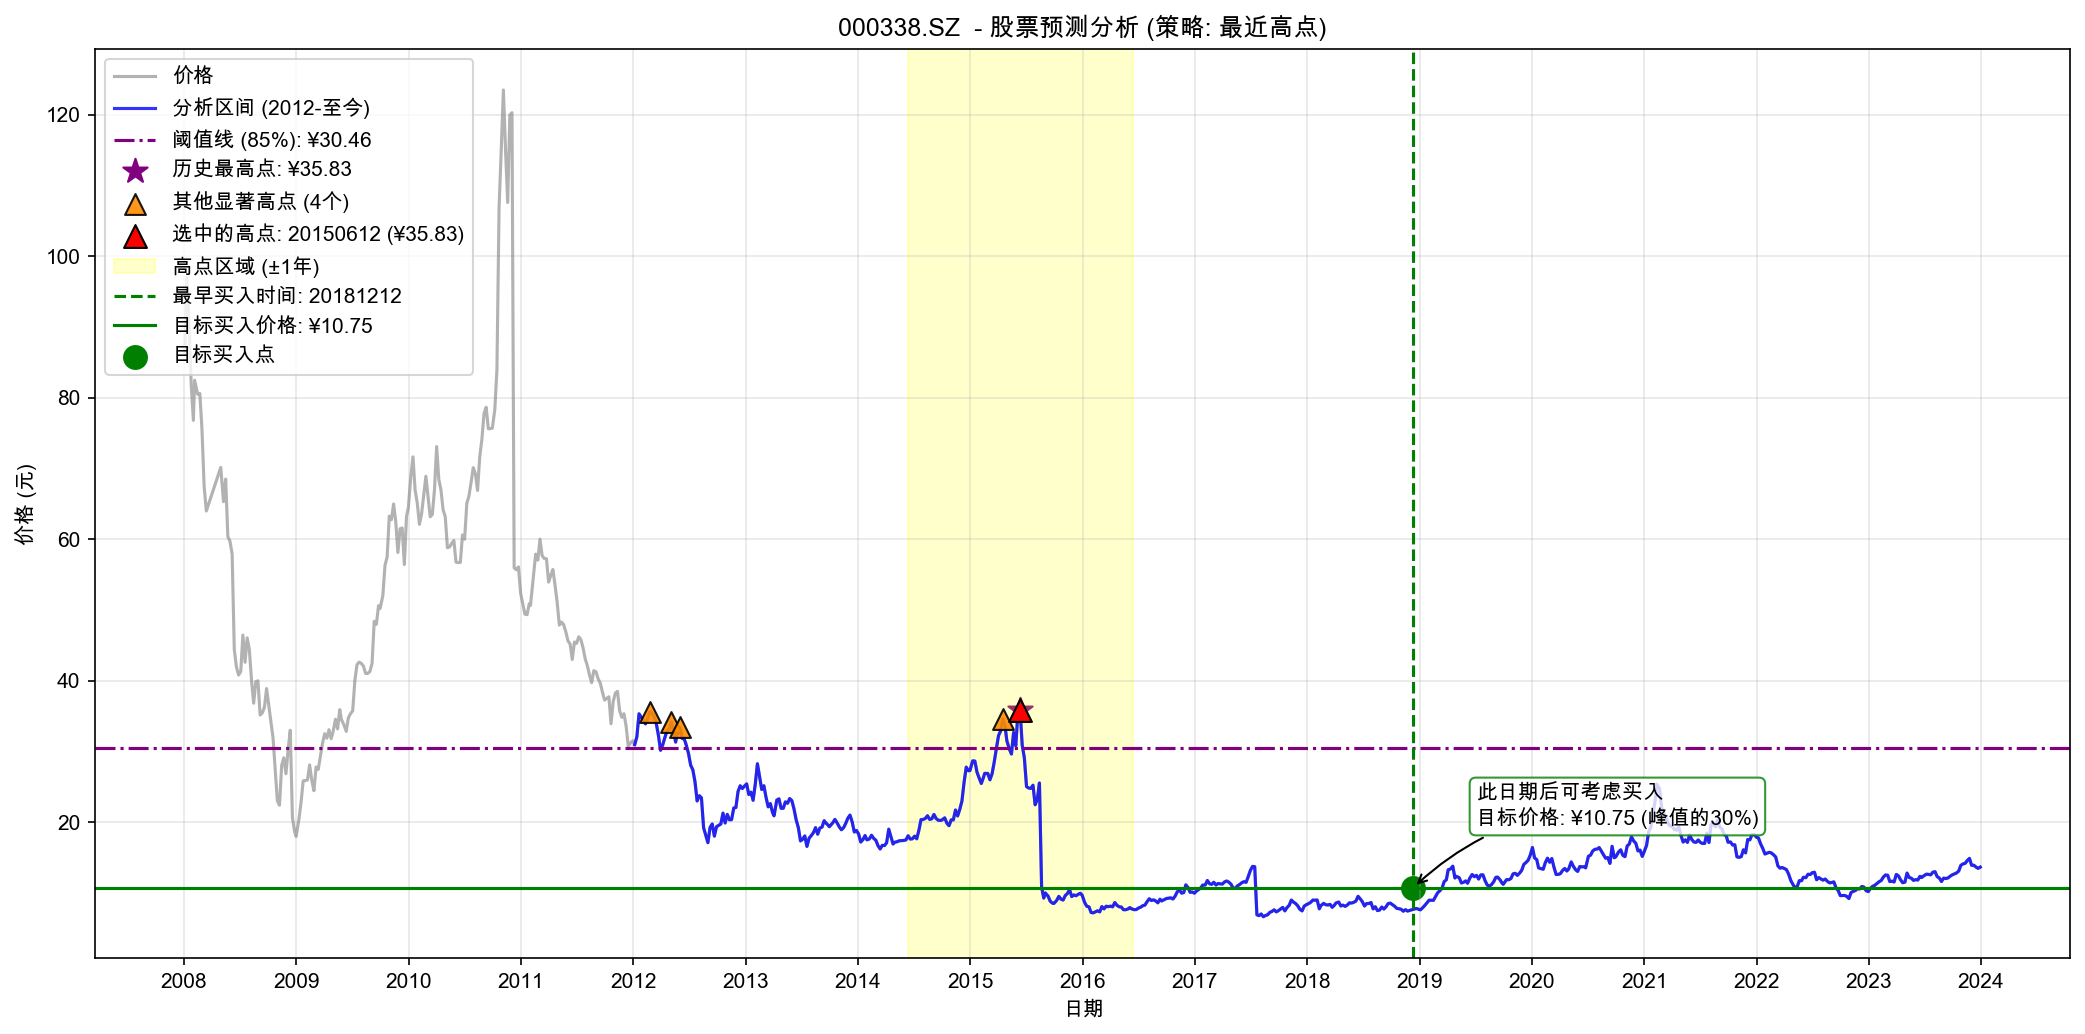 000338.SZ - 股票预测分析 (策略: 最近高点)
价格
分析区间 (2012-至今)
阈值线 (85%): ¥30.46
历史最高点: ¥35.83
其他显著高点 (4个)
选中的高点: 20150612 (¥35.83)
高点区域 (±1年)
最早买入时间: 20181212
目标买入价格: ¥10.75
目标买入点
120
100
80
60
40
20
价格 (元)
此日期后可考虑买入
目标价格: ¥10.75 (峰值的30%)
2008 2009 2010 2011 2012 2013 2014 2015 2016 2017 2018 2019 2020 2021 2022 2023 2024
日期